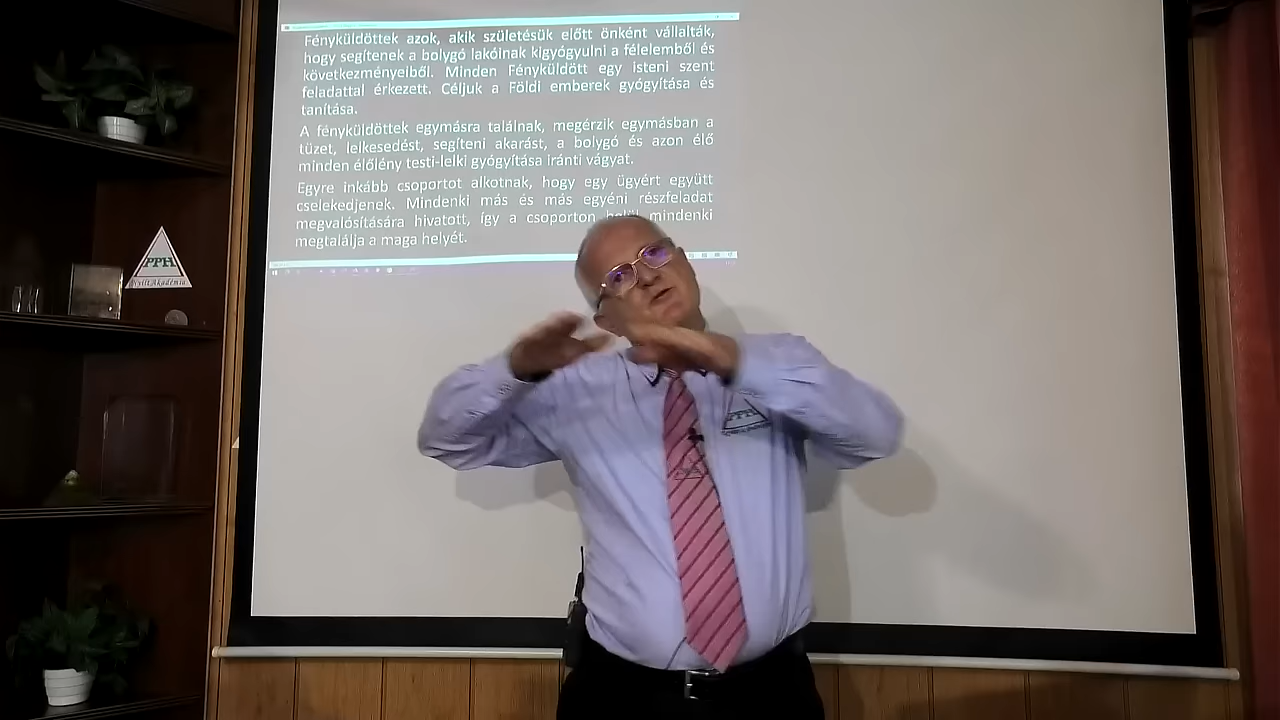 Fényküldöttek azok, akik születésük előtt önként vállalták,
hogy segítenek a bolygó lakóinak kigyógyulni a félelemből és
következményeiből. Minden Fényküldött egy isteni szent
feladattal érkezett. Céljuk a Földi emberek gyógyítása és
tanítása.
A fényküldöttek egymásra találnak, megérzik egymásban a
tüzet, lelkesedést, segíteni akarást, a bolygó és azon élő
minden élőlény testi-lelki gyógyítása iránti vágyat.
Egyre inkább csoportot alkotnak, hogy egy ügyért együtt
cselekedjenek. Mindenki más és más egyéni részfeladat
megvalósítására hivatott, így a csoporton belül mindenki
megtalálja a maga helyét.
PPH
Nyílt Akadémia
PPH